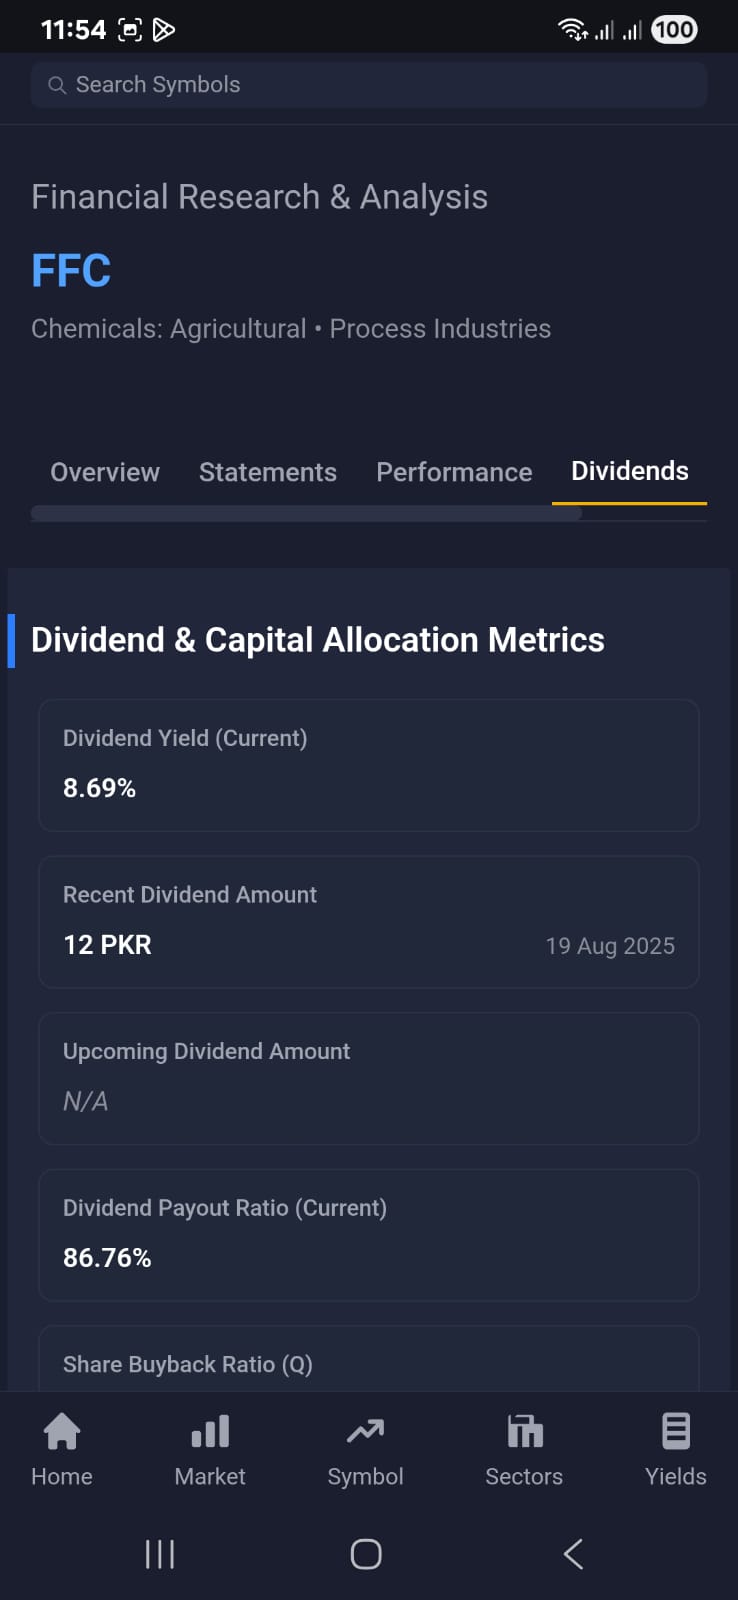 11:54
100
Search Symbols
Financial Research & Analysis
FFC
Chemicals: Agricultural • Process Industries
Overview Statements Performance Dividends
Dividend & Capital Allocation Metrics
Dividend Yield (Current)
8.69%
Recent Dividend Amount
12 PKR 19 Aug 2025
Upcoming Dividend Amount
N/A
Dividend Payout Ratio (Current)
86.76%
Share Buyback Ratio (Q)
Home Market Symbol Sectors Yields